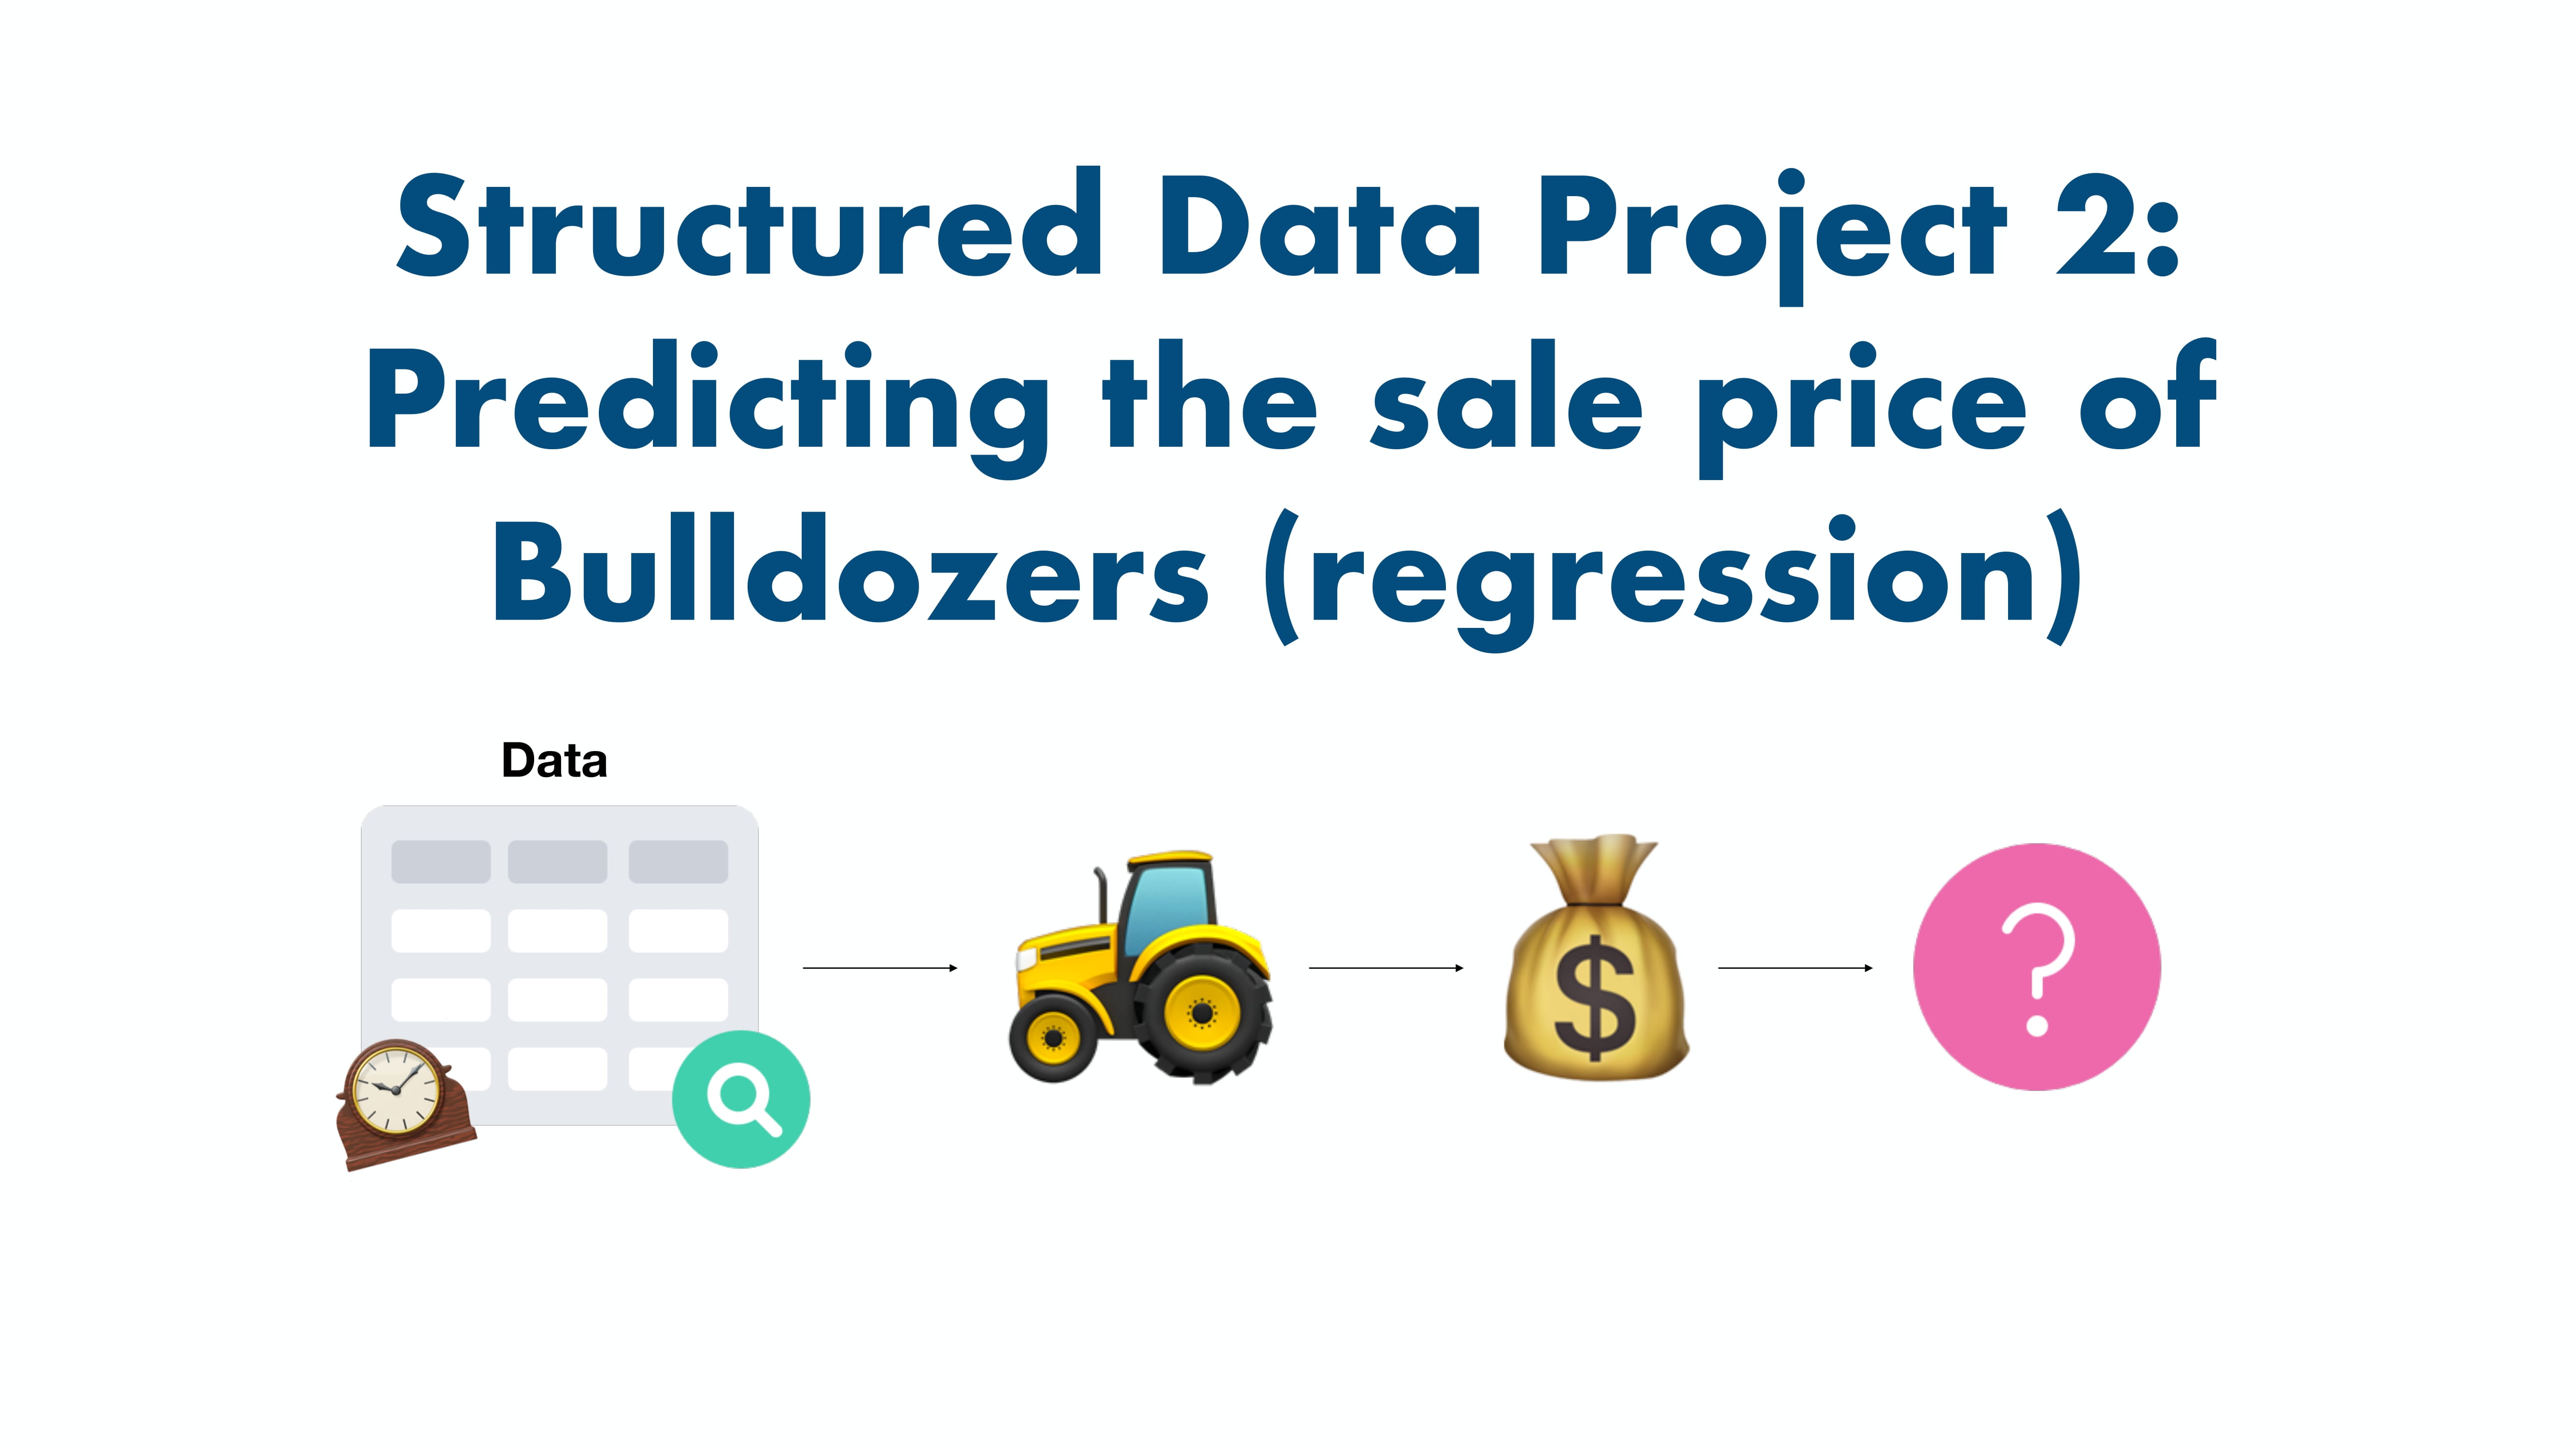 Structured Data Project 2:
Predicting the sale price of
Bulldozers (regression)
Data
$
?